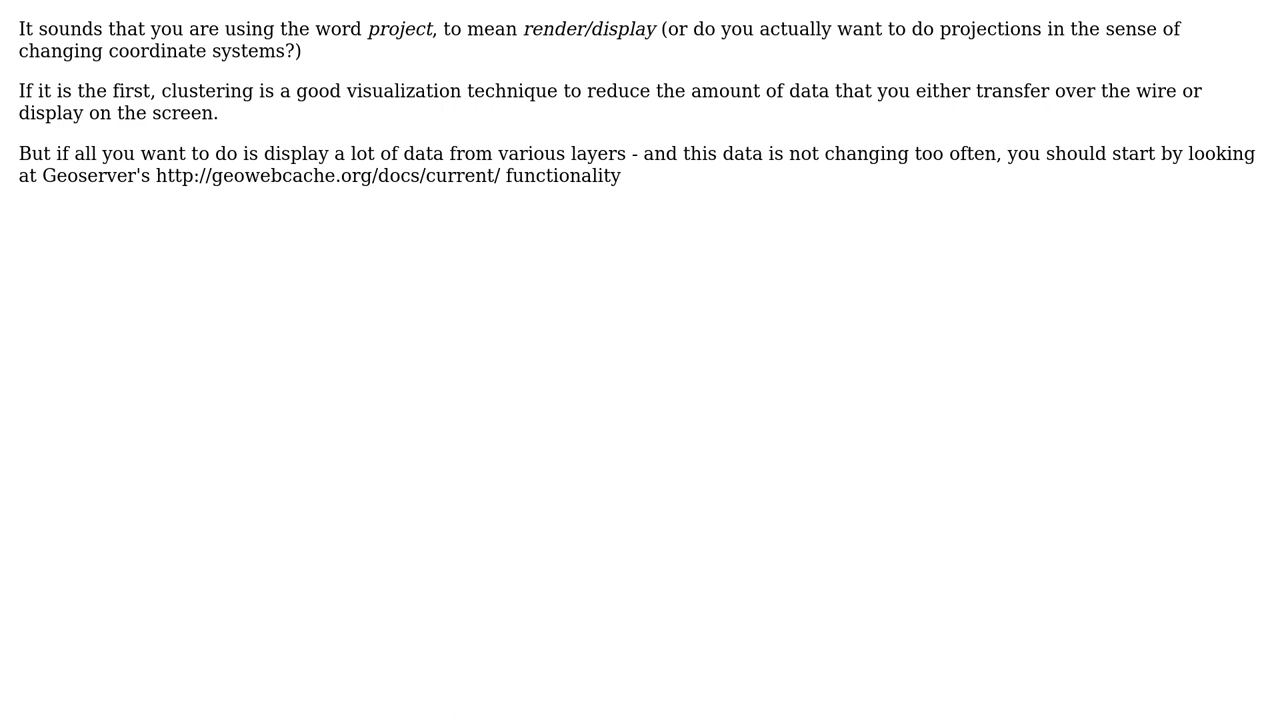 It sounds that you are using the word project, to mean render/display (or do you actually want to do projections in the sense of
changing coordinate systems?)
If it is the first, clustering is a good visualization technique to reduce the amount of data that you either transfer over the wire or
display on the screen.
But if all you want to do is display a lot of data from various layers - and this data is not changing too often, you should start by looking
at Geoserver's http://geowebcache.org/docs/current/ functionality